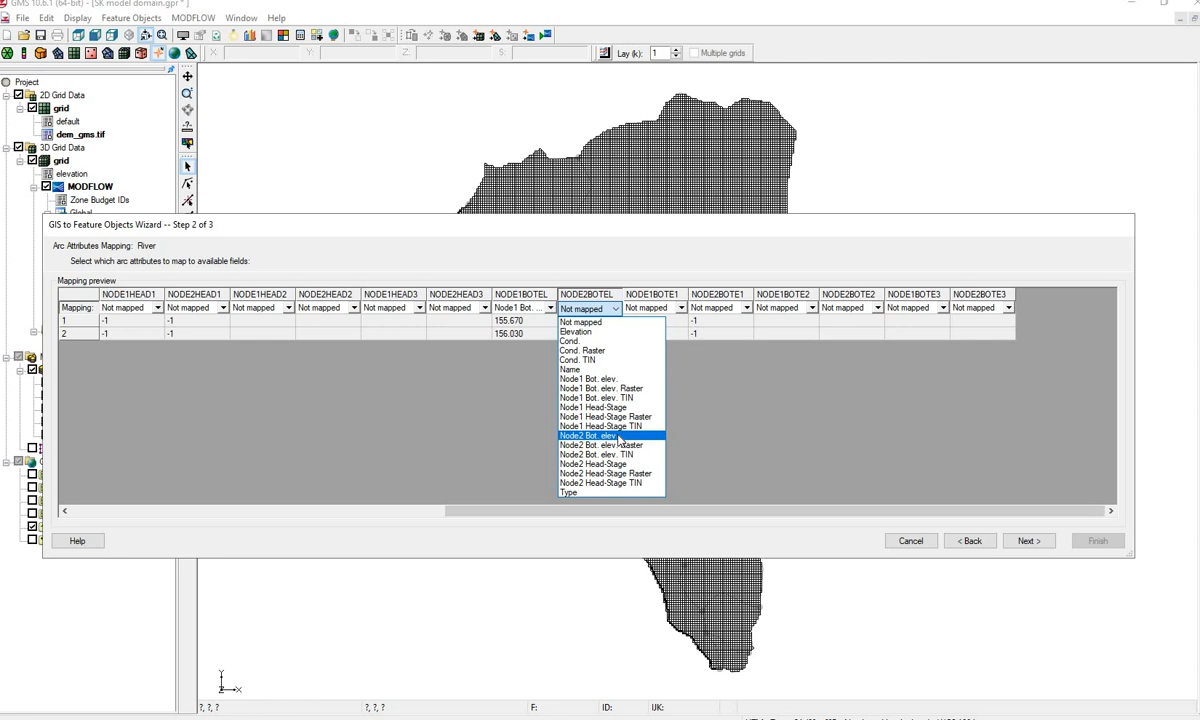 GMS 10.6.1 (64-bit) - [SK model domain.gpr *]
File Edit Display Feature Objects MODFLOW Window Help
X: Y: Z: S: Lay (k): 1 Multiple grids
Project
2D Grid Data
grid
default
dem_gms.tif
3D Grid Data
grid
elevation
MODFLOW
Zone Budget IDs
Global
GIS to Feature Objects Wizard -- Step 2 of 3
Arc Attributes Mapping: River
Select which arc attributes to map to available fields:
Mapping preview
NODE1HEAD1 NODE2HEAD1 NODE1HEAD2 NODE2HEAD2 NODE1HEAD3 NODE2HEAD3 NODE1BOTEL NODE2BOTEL NODE1BOTE1 NODE2BOTE1 NODE1BOTE2 NODE2BOTE2 NODE1BOTE3 NODE2BOTE3
Mapping: Not mapped Not mapped Not mapped Not mapped Not mapped Not mapped Node1 Bot. ... Not mapped Not mapped Not mapped Not mapped Not mapped Not mapped Not mapped
1 -1 -1 155.670 -1
2 -1 -1 156.030 -1
Not mapped
Elevation
Cond.
Cond. Raster
Cond. TIN
Name
Node1 Bot. elev.
Node1 Bot. elev. Raster
Node1 Bot. elev. TIN
Node1 Head-Stage
Node1 Head-Stage Raster
Node1 Head-Stage TIN
Node2 Bot. elev.
Node2 Bot. elev. Raster
Node2 Bot. elev. TIN
Node2 Head-Stage
Node2 Head-Stage Raster
Node2 Head-Stage TIN
Type
Help Cancel < Back Next > Finish
Y
Z X
?, ?, ? ?, ?, ? F: ID: IJK: